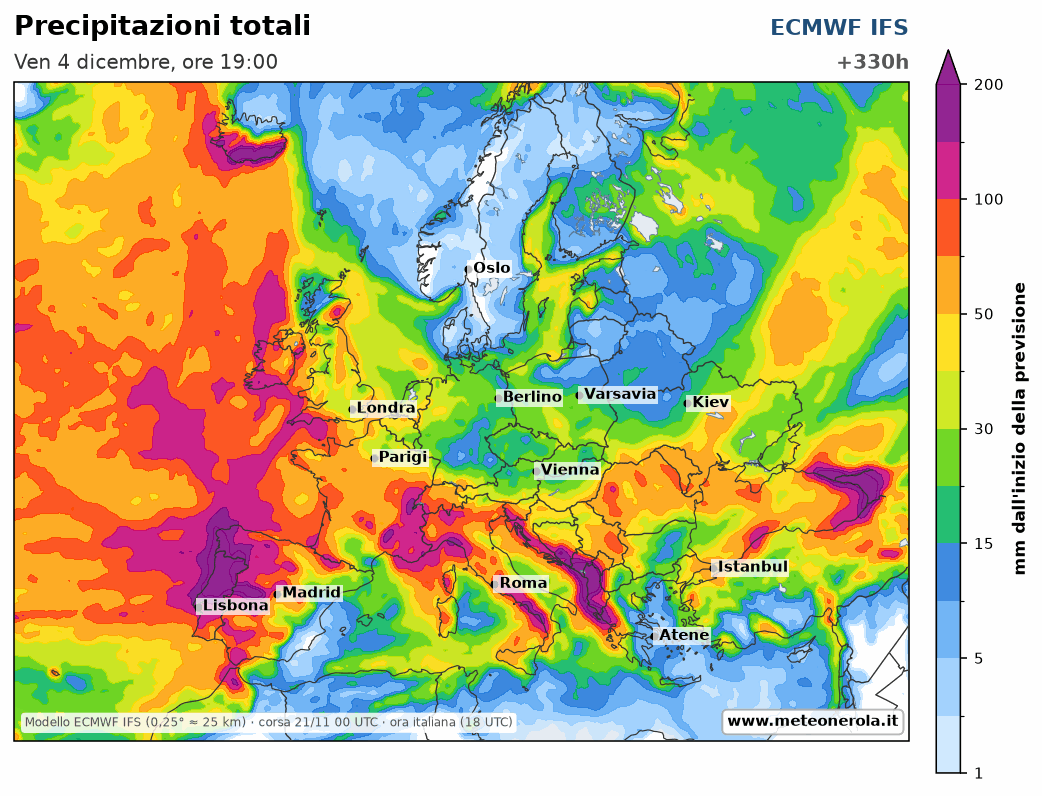 Precipitazioni totali
ECMWF IFS
Ven 4 dicembre, ore 19:00
+330h
200
100
50
30
15
5
1
mm dall'inizio della previsione
Oslo
Londra
Berlino
Varsavia
Kiev
Parigi
Vienna
Istanbul
Roma
Madrid
Lisbona
Atene
Modello ECMWF IFS (0,25° ≈ 25 km) · corsa 21/11 00 UTC · ora italiana (18 UTC)
www.meteonerola.it